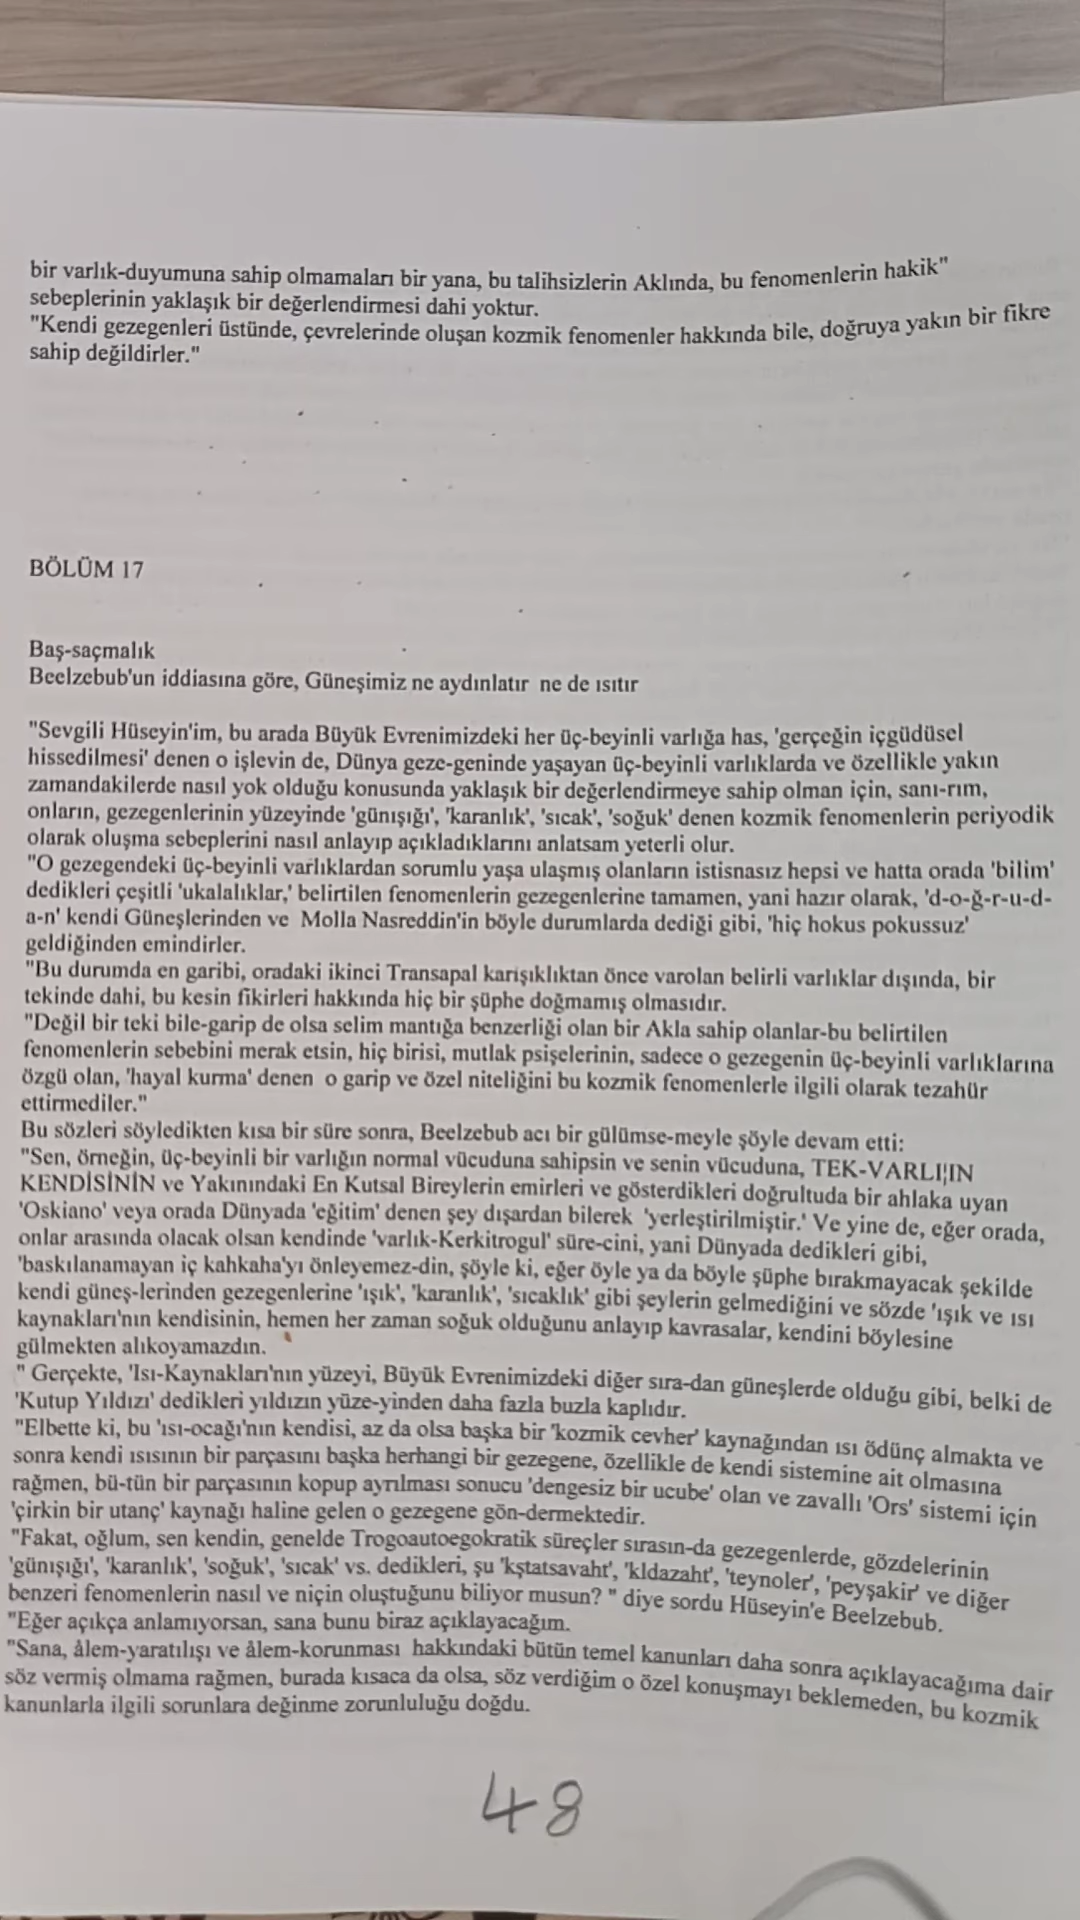 bir varlık-duyumuna sahip olmamaları bir yana, bu talihsizlerin Aklında, bu fenomenlerin hakik"
sebeplerinin yaklaşık bir değerlendirmesi dahi yoktur.
"Kendi gezegenleri üstünde, çevrelerinde oluşan kozmik fenomenler hakkında bile, doğruya yakın bir fikre
sahip değildirler."
BÖLÜM 17
Baş-saçmalık
Beelzebub'un iddiasına göre, Güneşimiz ne aydınlatır ne de ısıtır
"Sevgili Hüseyin'im, bu arada Büyük Evrenimizdeki her üç-beyinli varlığa has, 'gerçeğin içgüdüsel
hissedilmesi' denen o işlevin de, Dünya geze-geninde yaşayan üç-beyinli varlıklarda ve özellikle yakın
zamandakilerde nasıl yok olduğu konusunda yaklaşık bir değerlendirmeye sahip olman için, sanı-rım,
onların, gezegenlerinin yüzeyinde 'günışığı', 'karanlık', 'sıcak', 'soğuk' denen kozmik fenomenlerin periyodik
olarak oluşma sebeplerini nasıl anlayıp açıkladıklarını anlatsam yeterli olur.
"O gezegendeki üç-beyinli varlıklardan sorumlu yaşa ulaşmış olanların istisnasız hepsi ve hatta orada 'bilim'
dedikleri çeşitli 'ukalalıklar,' belirtilen fenomenlerin gezegenlerine tamamen, yani hazır olarak, 'd-o-ğ-r-u-d-
a-n' kendi Güneşlerinden ve Molla Nasreddin'in böyle durumlarda dediği gibi, 'hiç hokus pokussuz'
geldiğinden emindirler.
"Bu durumda en garibi, oradaki ikinci Transapal karışıklıktan önce varolan belirli varlıklar dışında, bir
tekinde dahi, bu kesin fikirleri hakkında hiç bir şüphe doğmamış olmasıdır.
"Değil bir teki bile-garip de olsa selim mantığa benzerliği olan bir Akla sahip olanlar-bu belirtilen
fenomenlerin sebebini merak etsin, hiç birisi, mutlak psişelerinin, sadece o gezegenin üç-beyinli varlıklarına
özgü olan, 'hayal kurma' denen o garip ve özel niteliğini bu kozmik fenomenlerle ilgili olarak tezahür
ettirmediler."
Bu sözleri söyledikten kısa bir süre sonra, Beelzebub acı bir gülümse-meyle şöyle devam etti:
"Sen, örneğin, üç-beyinli bir varlığın normal vücuduna sahipsin ve senin vücuduna, TEK-VARLI¦IN
KENDİSİNİN ve Yakınındaki En Kutsal Bireylerin emirleri ve gösterdikleri doğrultuda bir ahlaka uyan
'Oskiano' veya orada Dünyada 'eğitim' denen şey dışardan bilerek 'yerleştirilmiştir.' Ve yine de, eğer orada,
onlar arasında olacak olsan kendinde 'varlık-Kerkitrogul' süre-cini, yani Dünyada dedikleri gibi,
'baskılanamayan iç kahkaha'yı önleyemez-din, şöyle ki, eğer öyle ya da böyle şüphe bırakmayacak şekilde
kendi güneş-lerinden gezegenlerine 'ışık', 'karanlık', 'sıcaklık' gibi şeylerin gelmediğini ve sözde 'ışık ve ısı
kaynakları'nın kendisinin, hemen her zaman soğuk olduğunu anlayıp kavrasalar, kendini böylesine
gülmekten alıkoyamazdın.
" Gerçekte, 'Isı-Kaynakları'nın yüzeyi, Büyük Evrenimizdeki diğer sıra-dan güneşlerde olduğu gibi, belki de
'Kutup Yıldızı' dedikleri yıldızın yüze-yinden daha fazla buzla kaplıdır.
"Elbette ki, bu 'ısı-ocağı'nın kendisi, az da olsa başka bir 'kozmik cevher' kaynağından ısı ödünç almakta ve
sonra kendi ısısının bir parçasını başka herhangi bir gezegene, özellikle de kendi sistemine ait olmasına
rağmen, bü-tün bir parçasının kopup ayrılması sonucu 'dengesiz bir ucube' olan ve zavallı 'Ors' sistemi için
'çirkin bir utanç' kaynağı haline gelen o gezegene gön-dermektedir.
"Fakat, oğlum, sen kendin, genelde Trogoautoegokratik süreçler sırasın-da gezegenlerde, gözdelerinin
'günışığı', 'karanlık', 'soğuk', 'sıcak' vs. dedikleri, şu 'kştatsavaht', 'kldazaht', 'teynoler', 'peyşakir' ve diğer
benzeri fenomenlerin nasıl ve niçin oluştuğunu biliyor musun? " diye sordu Hüseyin'e Beelzebub.
"Eğer açıkça anlamıyorsan, sana bunu biraz açıklayacağım.
"Sana, âlem-yaratılışı ve âlem-korunması hakkındaki bütün temel kanunları daha sonra açıklayacağıma dair
söz vermiş olmama rağmen, burada kısaca da olsa, söz verdiğim o özel konuşmayı beklemeden, bu kozmik
kanunlarla ilgili sorunlara değinme zorunluluğu doğdu.
48